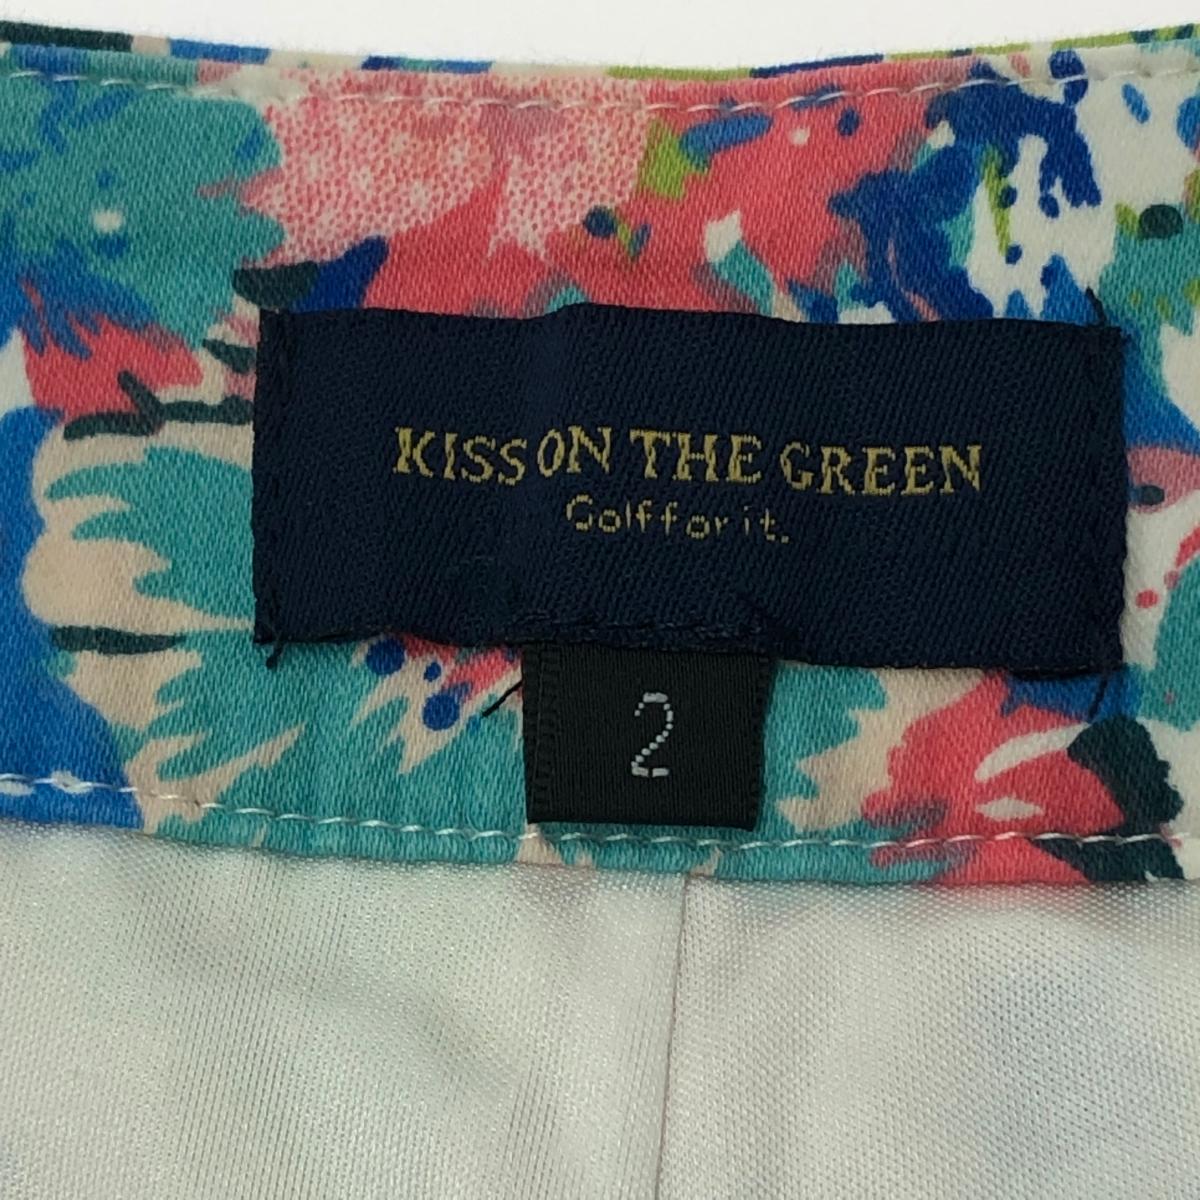 KISS ON THE GREEN
Golf for it.
2